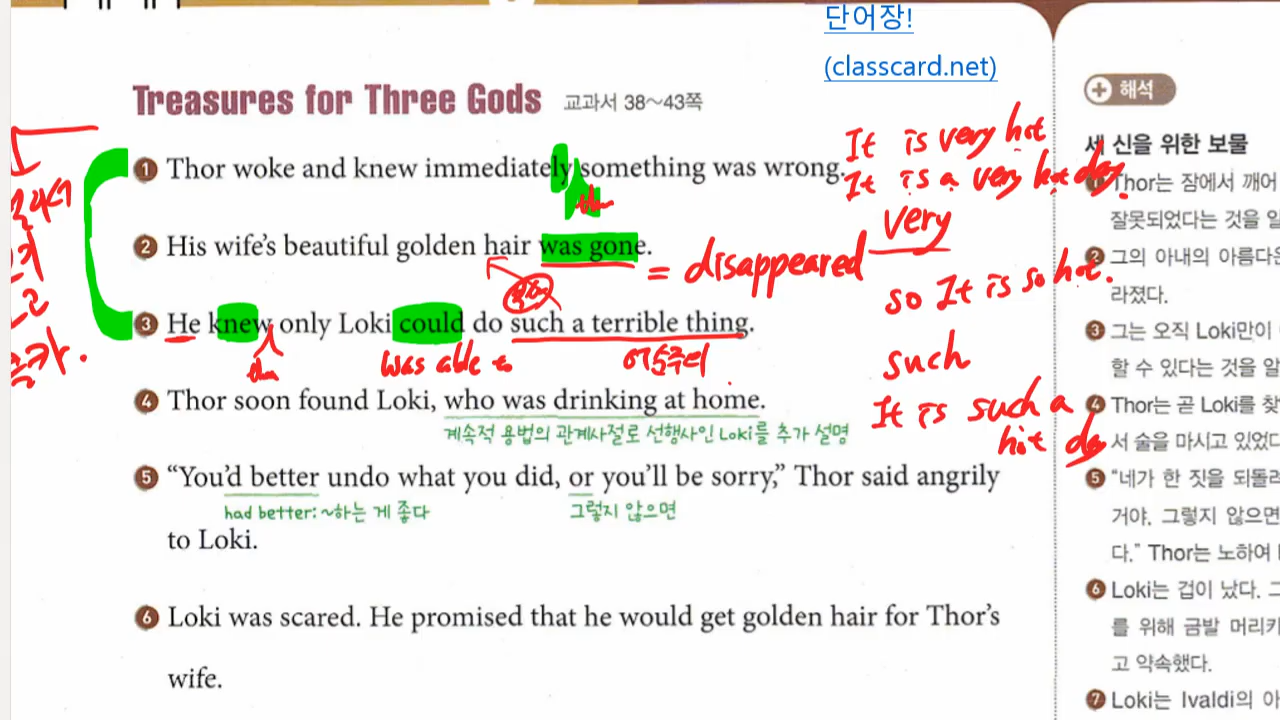 단어장!
(classcard.net)
Treasures for Three Gods 교과서 38~43쪽
❶ Thor woke and knew immediately something was wrong.
❷ His wife's beautiful golden hair was gone.
= disappeared
❸ He knew only Loki could do such a terrible thing.
was able to
❹ Thor soon found Loki, who was drinking at home.
계속적 용법의 관계사절로 선행사인 Loki를 추가 설명
❺ “You'd better undo what you did, or you'll be sorry,” Thor said angrily
had better: ~하는 게 좋다 그렇지 않으면
to Loki.
❻ Loki was scared. He promised that he would get golden hair for Thor's
wife.
It is very hot
It is a very hot day.
very
so It is so hot.
such
It is such a
hot day
해석
세 신을 위한 보물
Thor는 잠에서 깨어
잘못되었다는 것을 알
❷ 그의 아내의 아름다운
라졌다.
❸ 그는 오직 Loki만이
할 수 있다는 것을 알
❹ Thor는 곧 Loki를 찾
서 술을 마시고 있었다
❺ “네가 한 짓을 되돌리
거야, 그렇지 않으면
다.” Thor는 노하여
❻ Loki는 겁이 났다. 그
를 위해 금발 머리카
고 약속했다.
❼ Loki는 Ivaldi의 아